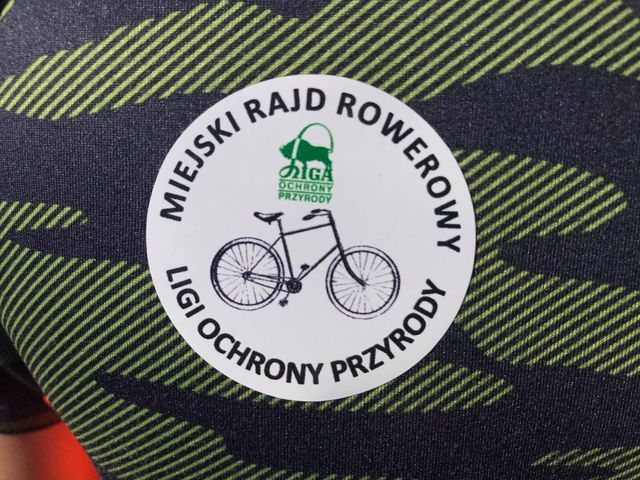 MIEJSKI RAJD ROWEROWY
LIGA
OCHRONY
PRZYRODY
LIGI OCHRONY PRZYRODY